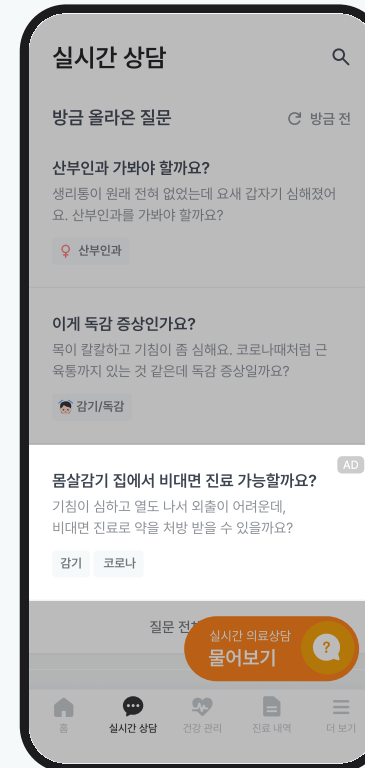 실시간 상담
방금 올라온 질문
방금 전
산부인과 가봐야 할까요?
생리통이 원래 전혀 없었는데 요새 갑자기 심해졌어
요. 산부인과를 가봐야 할까요?
산부인과
이게 독감 증상인가요?
목이 칼칼하고 기침이 좀 심해요. 코로나때처럼 근
육통까지 있는 것 같은데 독감 증상일까요?
감기/독감
AD
몸살감기 집에서 비대면 진료 가능할까요?
기침이 심하고 열도 나서 외출이 어려운데,
비대면 진료로 약을 처방 받을 수 있을까요?
감기
코로나
질문
실시간 의료상담
물어보기
홈
실시간 상담
건강 관리
진료 내역
더 보기